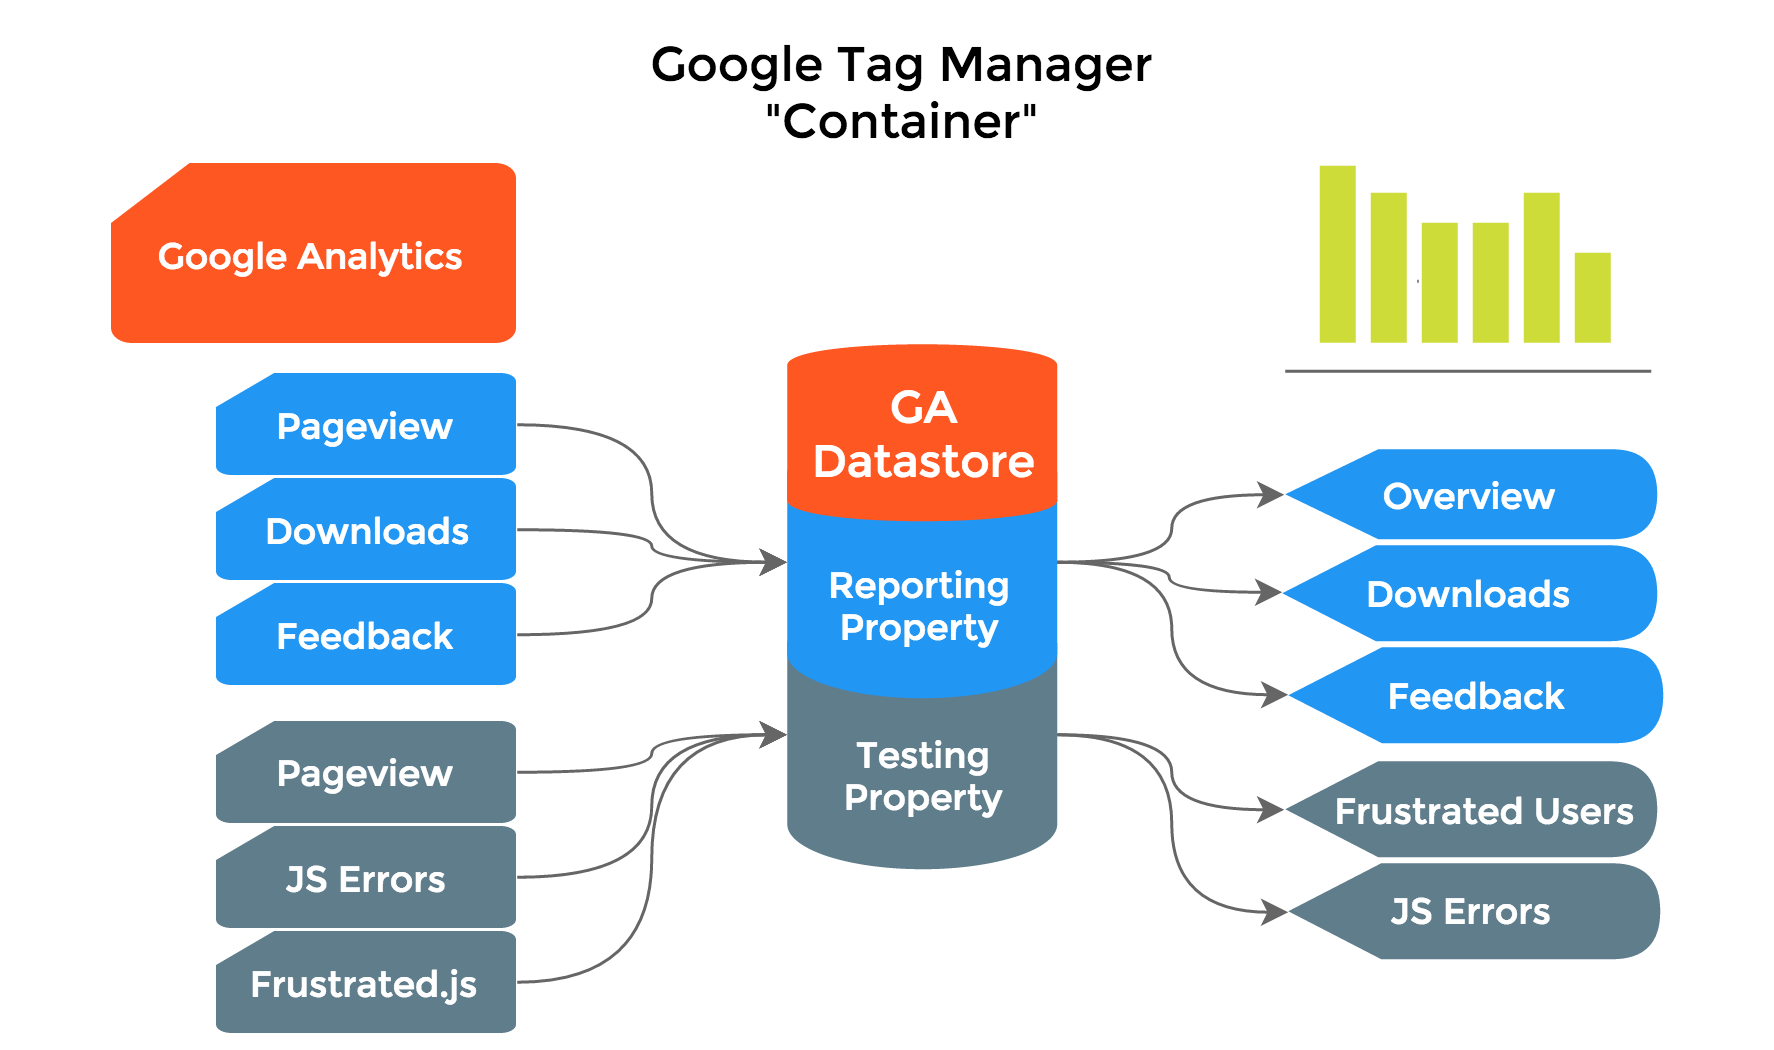 Google Tag Manager
"Container"
Google Analytics
Pageview
Downloads
Feedback
Pageview
JS Errors
Frustrated.js
GA
Datastore
Reporting
Property
Testing
Property
Overview
Downloads
Feedback
Frustrated Users
JS Errors